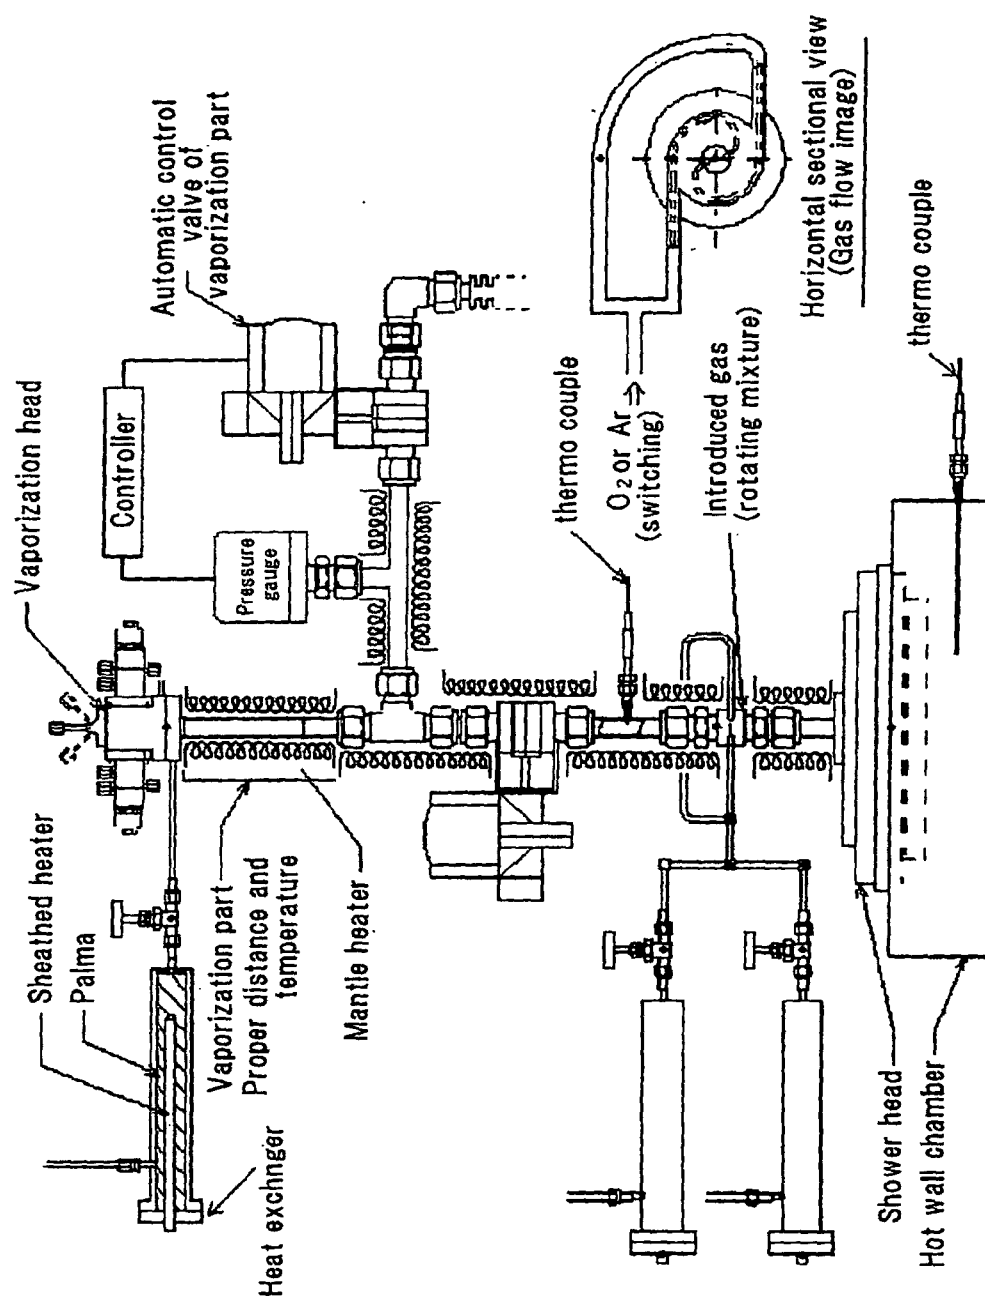 Sheathed heater
Palma
Heat exchnger
Vaporization part
Proper distance and
temperature
Mantle heater
Vaporization head
Controller
Pressure
gauge
Automatic control
valve of
vaporization part
thermo couple
O₂ or Ar
(switching)
Introduced gas
(rotating mixture)
Horizontal sectional view
(Gas flow image)
thermo couple
Shower head
Hot wall chamber